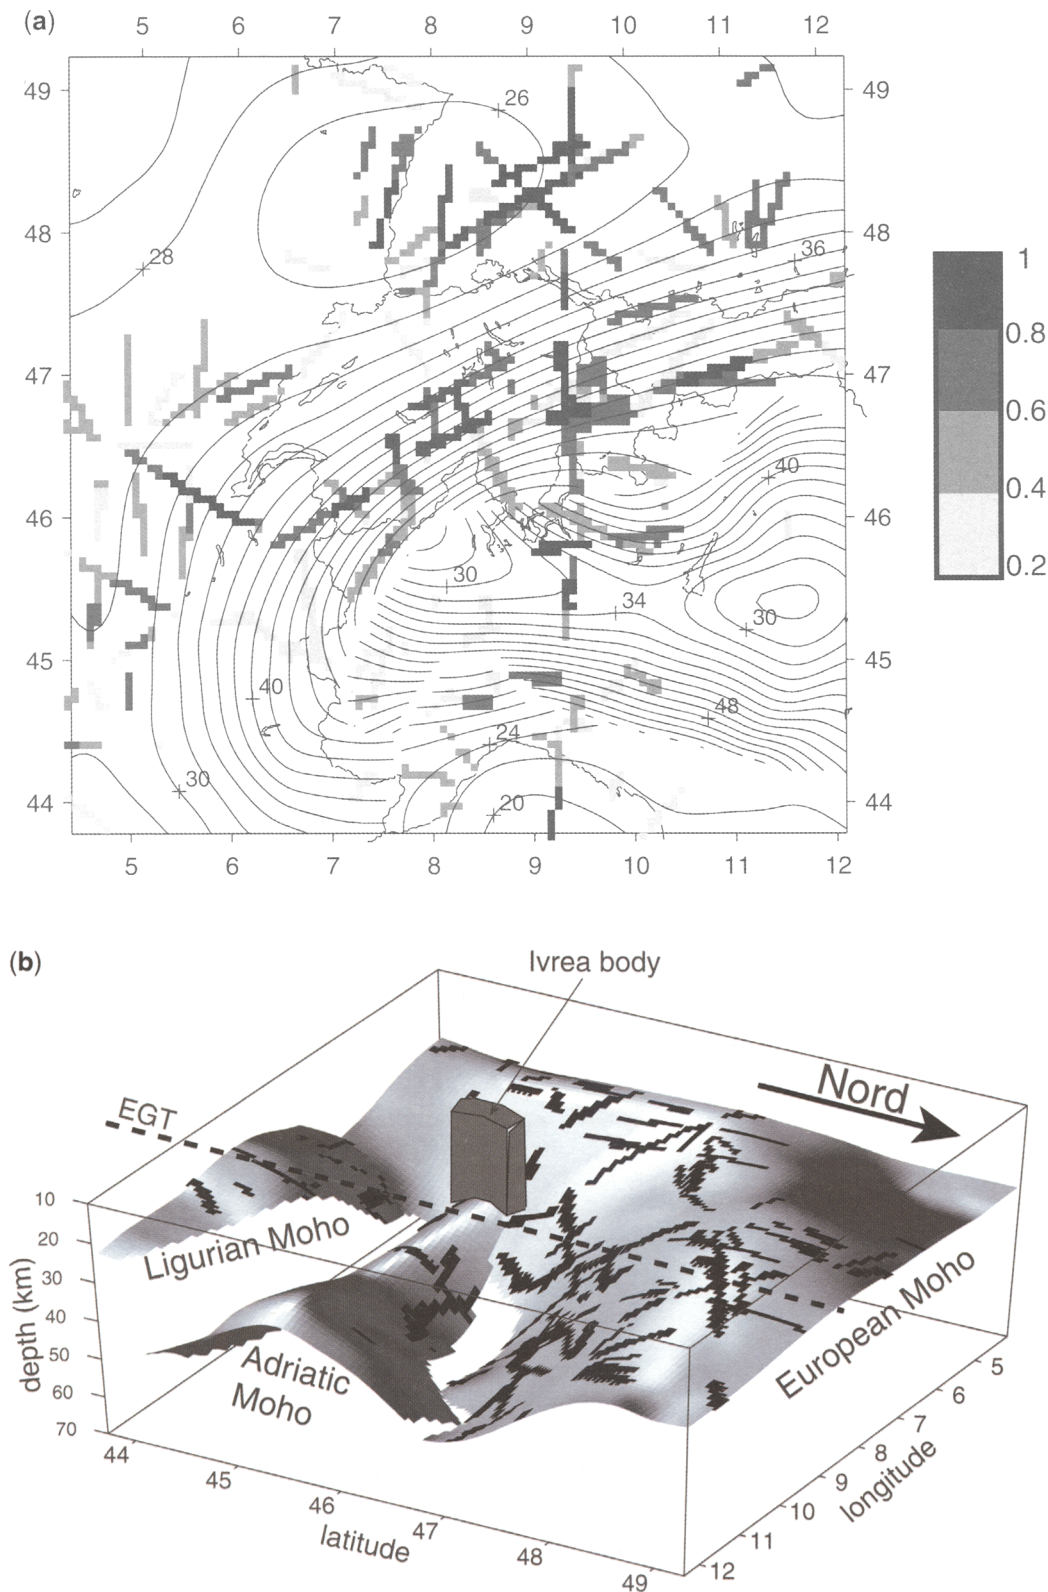 (a)
5 6 7 8 9 10 11 12
49 26 49
1
48 28 36 48
0.8
47 47
0.6
40
0.4
46 46
30 34 30
0.2
45 45
40 48
24
30 20
44 44
5 6 7 8 9 10 11 12
(b)
Ivrea body
Nord
EGT
10
20
30
40
50
60
70
depth (km)
Ligurian Moho
Adriatic
Moho
European Moho
5
6
7
8
9
10
11
12
longitude
44
45
46
47
48
49
latitude